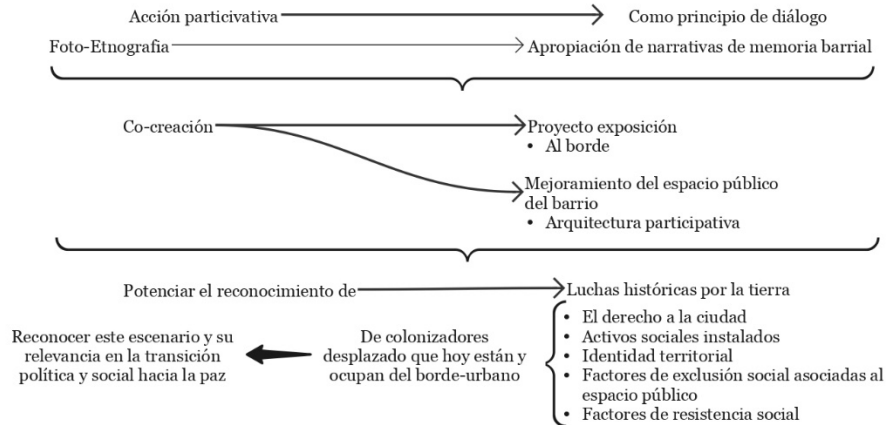 Acción particivativa
Como principio de diálogo
Foto-Etnografia
Apropiación de narrativas de memoria barrial
Co-creación
Proyecto exposición
• Al borde
Mejoramiento del espacio público
del barrio
• Arquitectura participativa
Potenciar el reconocimiento de
Luchas históricas por la tierra
• El derecho a la ciudad
• Activos sociales instalados
• Identidad territorial
• Factores de exclusión social asociadas al
espacio público
• Factores de resistencia social
De colonizadores
desplazado que hoy están y
ocupan del borde-urbano
Reconocer este escenario y su
relevancia en la transición
política y social hacia la paz